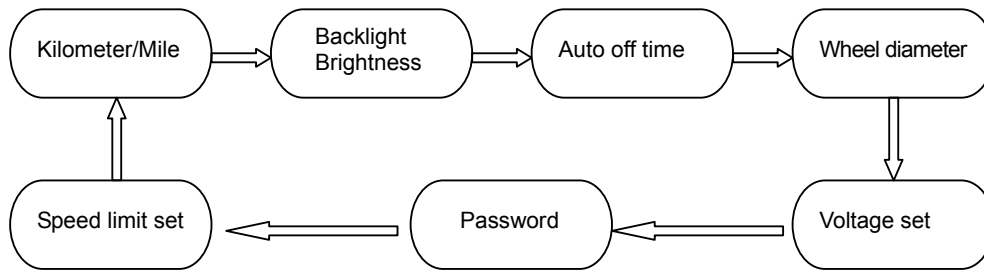 Kilometer/Mile
Backlight
Brightness
Auto off time
Wheel diameter
Speed limit set
Password
Voltage set